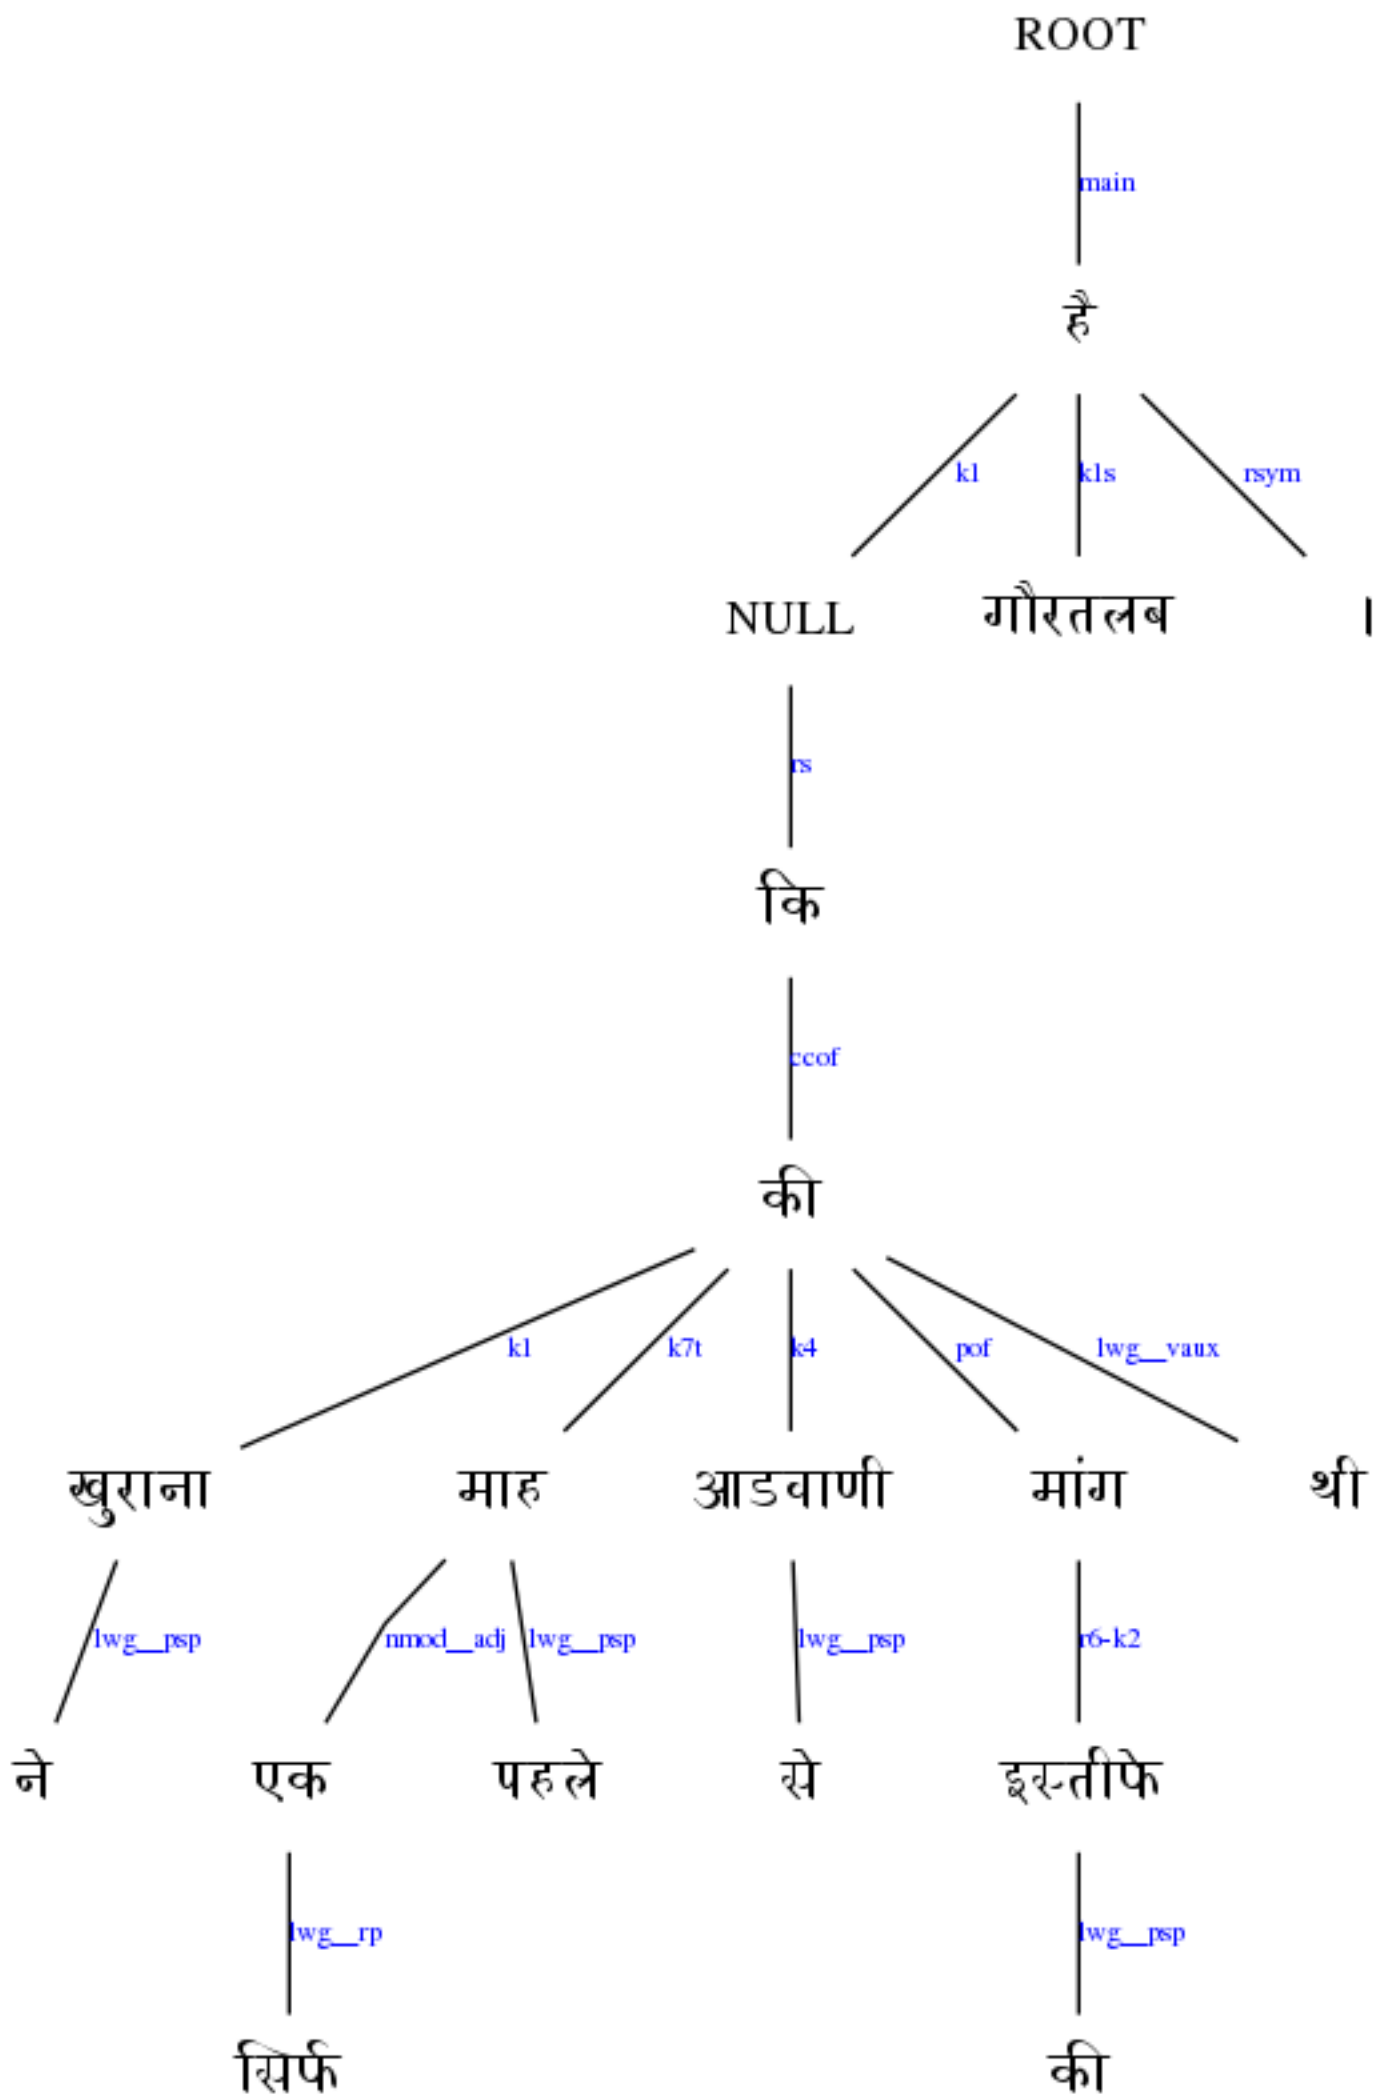 ROOT
main
है
k1 k1s rsym
NULL गौरतलब ।
rs
कि
ccof
की
k1 k7t k4 pof lwg__vaux
खुराना माह आडवाणी मांग थी
lwg__psp nmod__adj lwg__psp lwg__psp r6-k2
ने एक पहले से इस्तीफे
lwg__rp lwg__psp
सिर्फ की